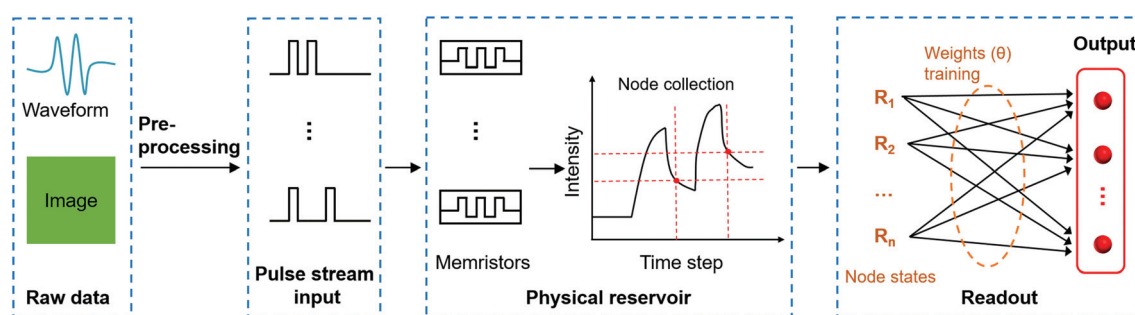 Waveform
Image
Raw data
Pre-
processing
...
Pulse stream
input
...
Memristors
Node collection
Intensity
Time step
Physical reservoir
Weights (θ)
training
R1
R2
...
Rn
Node states
Output
...
Readout